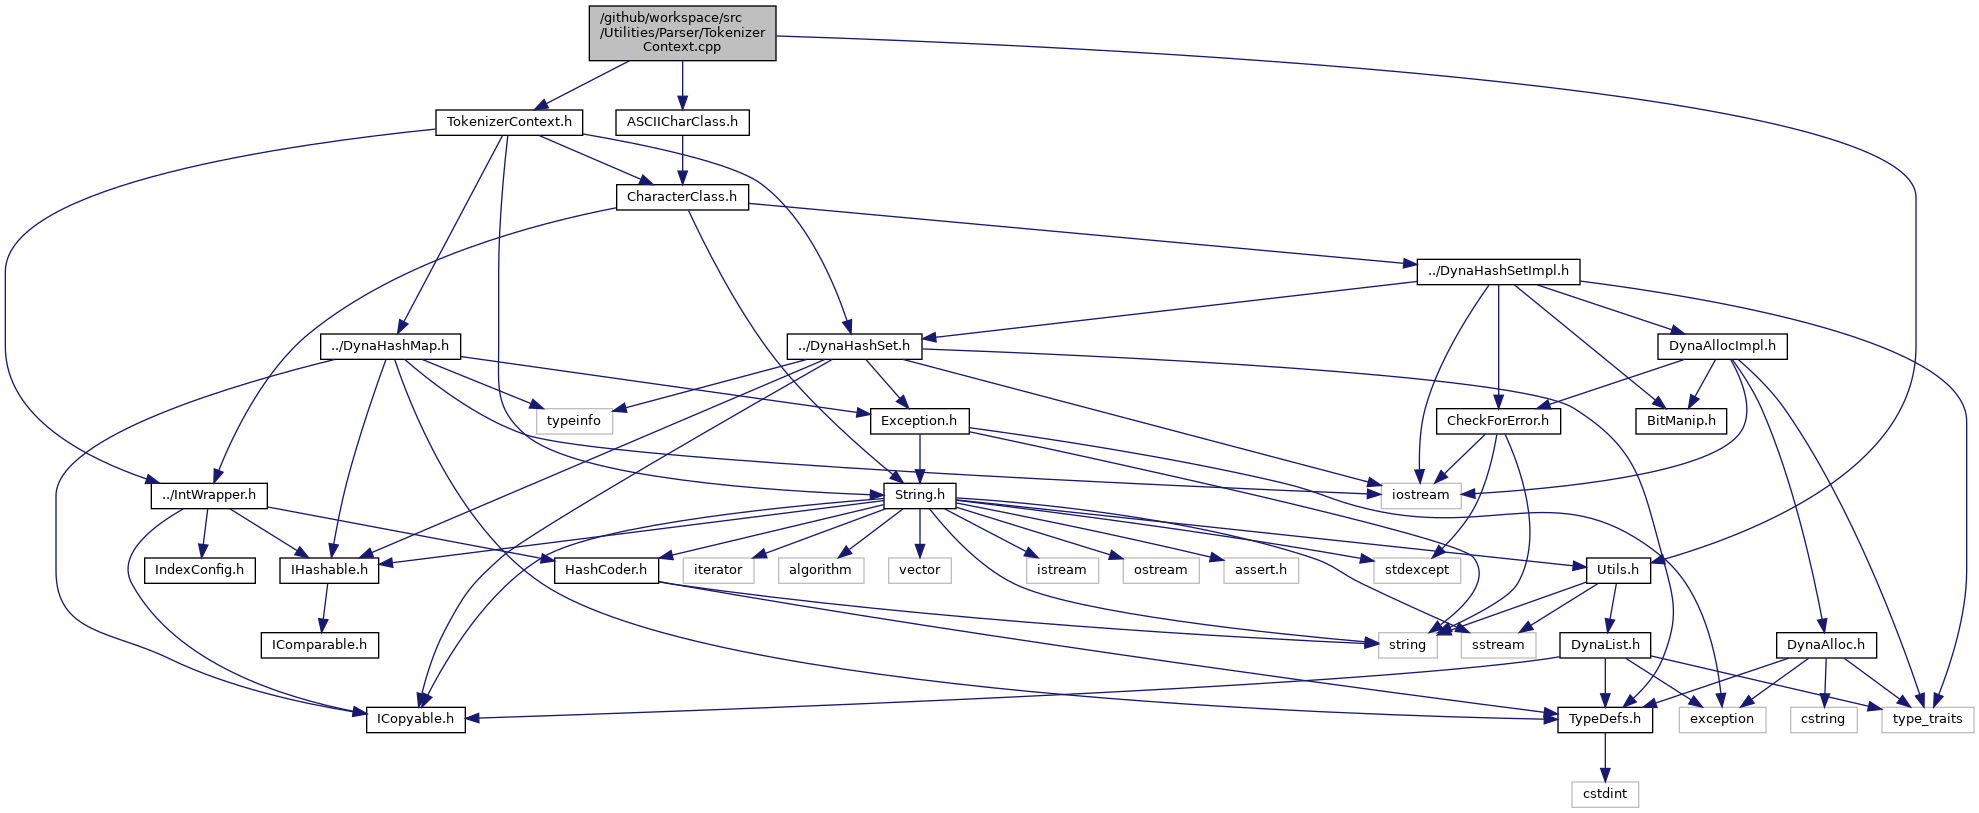 /github/workspace/src
/Utilities/Parser/Tokenizer
Context.cpp
TokenizerContext.h
ASCIICharClass.h
CharacterClass.h
../DynaHashSetImpl.h
../DynaHashMap.h
../DynaHashSet.h
DynaAllocImpl.h
typeinfo
Exception.h
CheckForError.h
BitManip.h
../IntWrapper.h
String.h
iostream
IndexConfig.h
IHashable.h
HashCoder.h
iterator
algorithm
vector
istream
ostream
assert.h
stdexcept
Utils.h
IComparable.h
string
sstream
DynaList.h
DynaAlloc.h
ICopyable.h
TypeDefs.h
exception
cstring
type_traits
cstdint